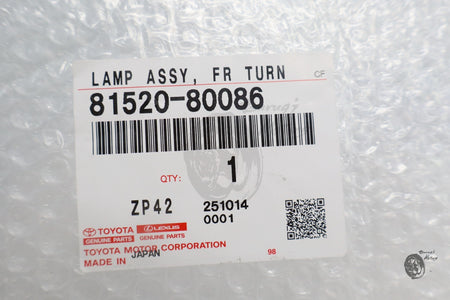 LAMP ASSY, FR TURN
CF
81520-80086
QTY: 1
ZP42 251014
0001
TOYOTA LEXUS
GENUINE PARTS GENUINE PARTS
TOYOTA MOTOR CORPORATION
MADE IN JAPAN 98